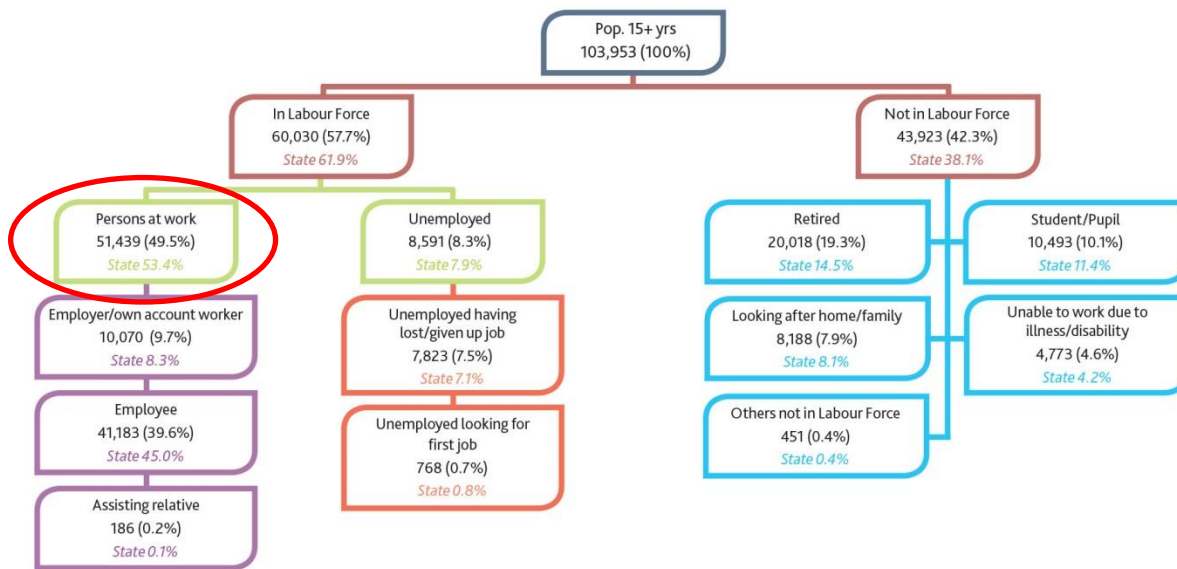 Pop. 15+ yrs
103,953 (100%)
In Labour Force
60,030 (57.7%)
State 61.9%
Not in Labour Force
43,923 (42.3%)
State 38.1%
Persons at work
51,439 (49.5%)
State 53.4%
Unemployed
8,591 (8.3%)
State 7.9%
Retired
20,018 (19.3%)
State 14.5%
Student/Pupil
10,493 (10.1%)
State 11.4%
Employer/own account worker
10,070 (9.7%)
State 8.3%
Unemployed having
lost/given up job
7,823 (7.5%)
State 7.1%
Looking after home/family
8,188 (7.9%)
State 8.1%
Unable to work due to
illness/disability
4,773 (4.6%)
State 4.2%
Employee
41,183 (39.6%)
State 45.0%
Unemployed looking for
first job
768 (0.7%)
State 0.8%
Others not in Labour Force
451 (0.4%)
State 0.4%
Assisting relative
186 (0.2%)
State 0.1%